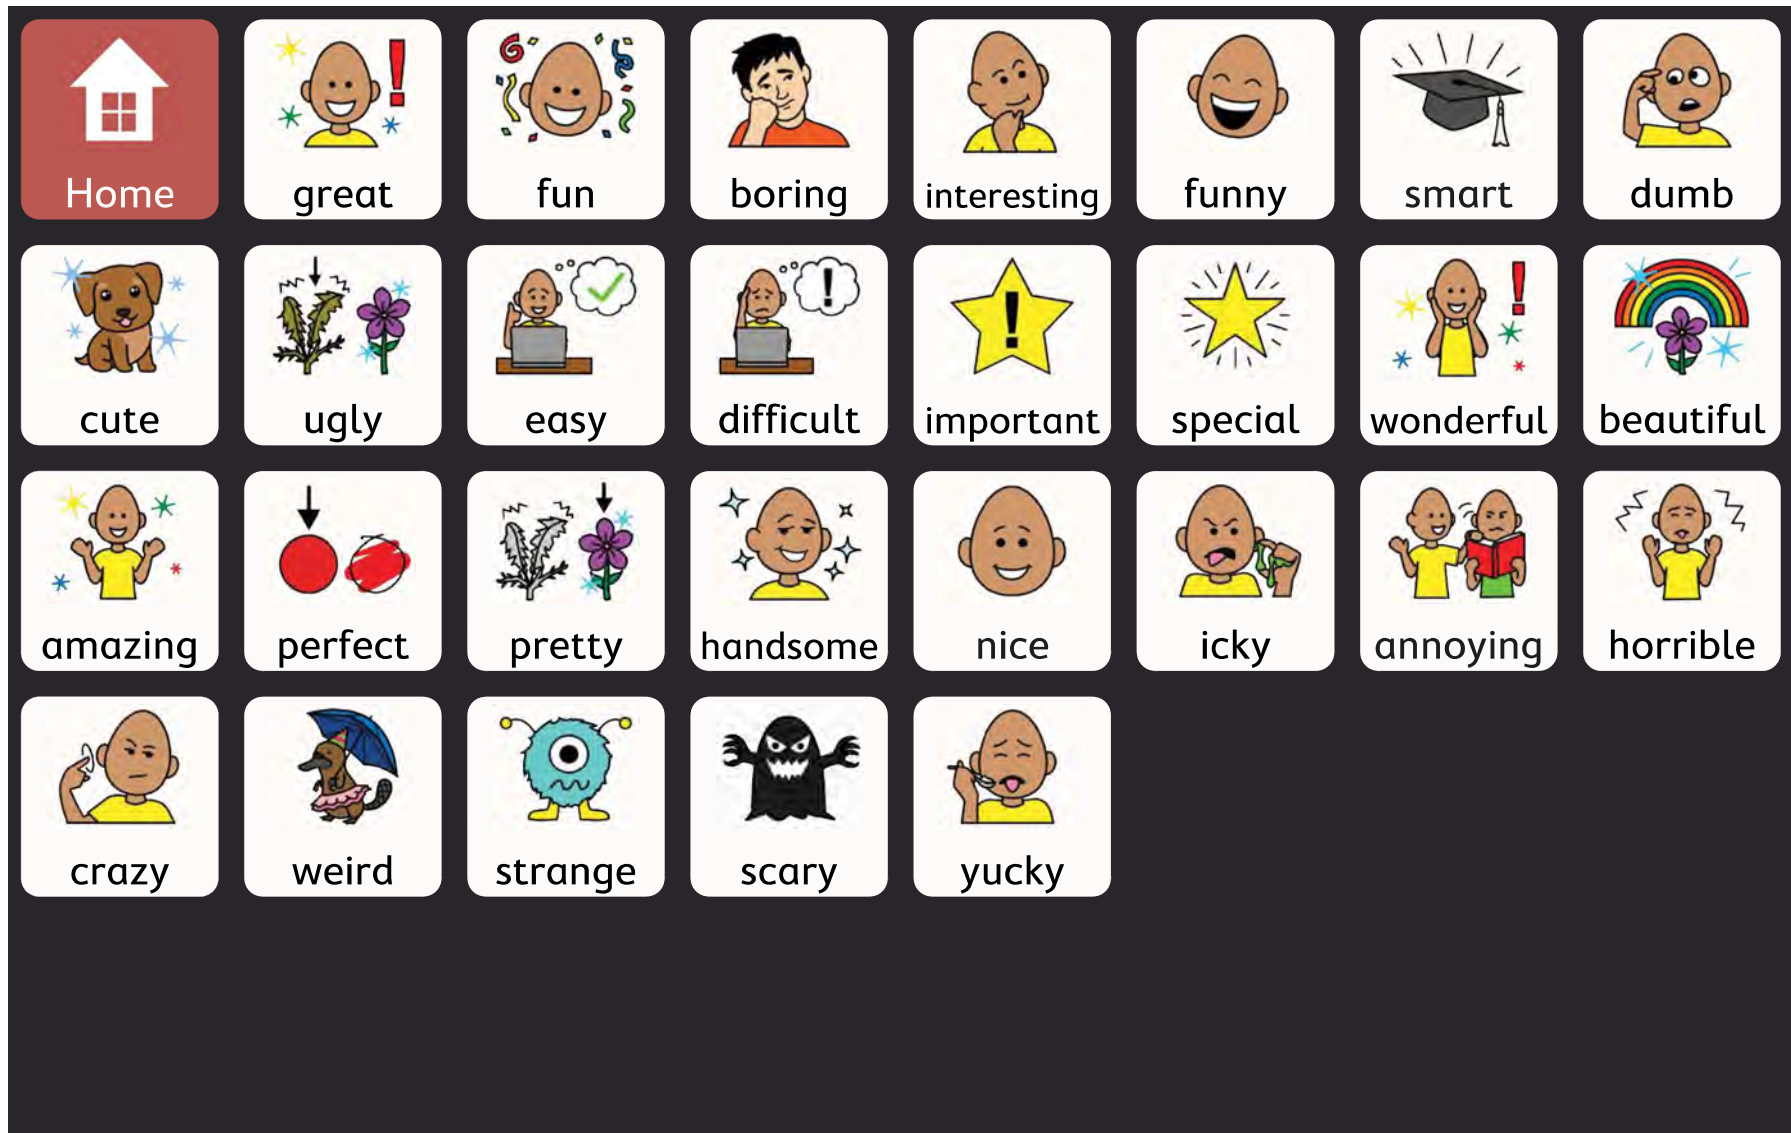 Home
great
fun
boring
interesting
funny
smart
dumb
cute
ugly
easy
difficult
important
special
wonderful
beautiful
amazing
perfect
pretty
handsome
nice
icky
annoying
horrible
crazy
weird
strange
scary
yucky